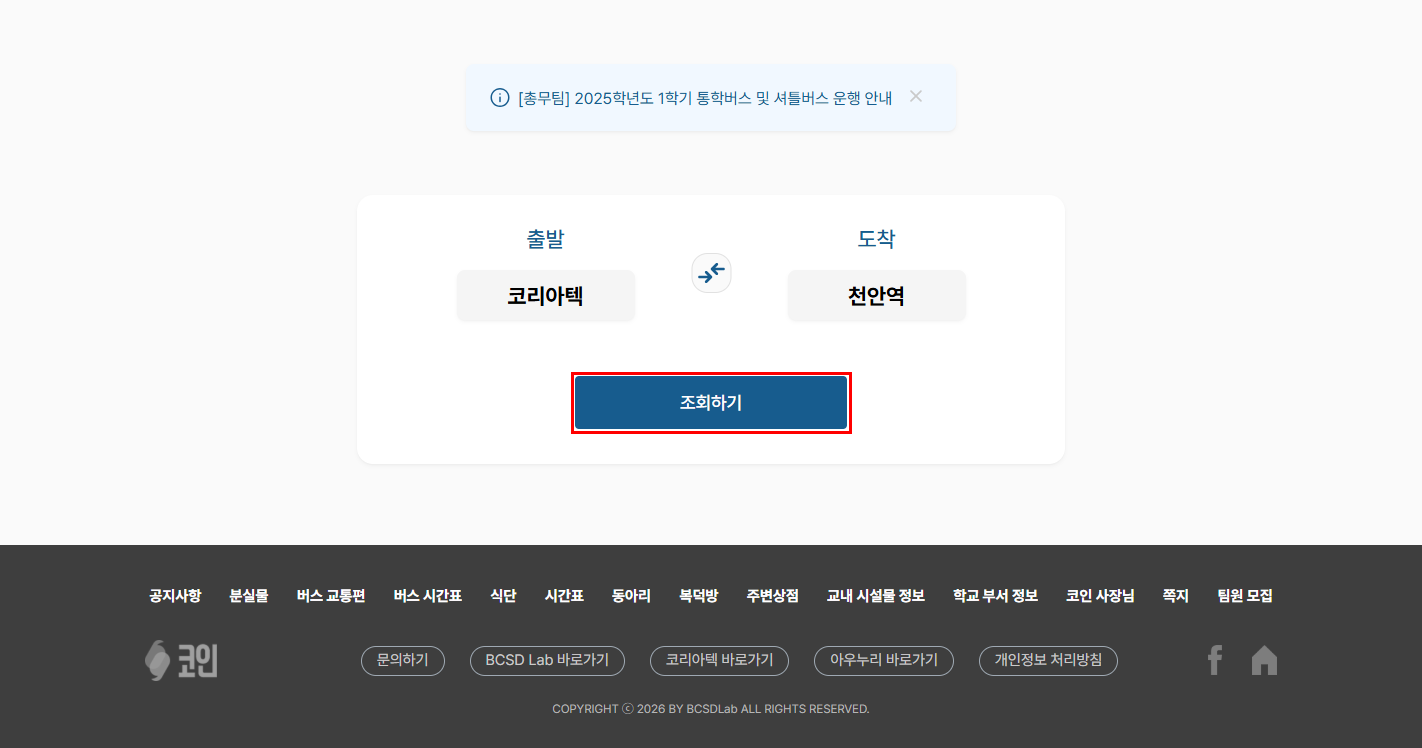 [총무팀] 2025학년도 1학기 통학버스 및 셔틀버스 운행 안내
출발
도착
코리아텍
천안역
조회하기
공지사항 분실물 버스 교통편 버스 시간표 식단 시간표 동아리 복덕방 주변상점 교내 시설물 정보 학교 부서 정보 코인 사장님 쪽지 팀원 모집
코인
문의하기 BCSD Lab 바로가기 코리아텍 바로가기 아우누리 바로가기 개인정보 처리방침
COPYRIGHT ⓒ 2026 BY BCSDLab ALL RIGHTS RESERVED.